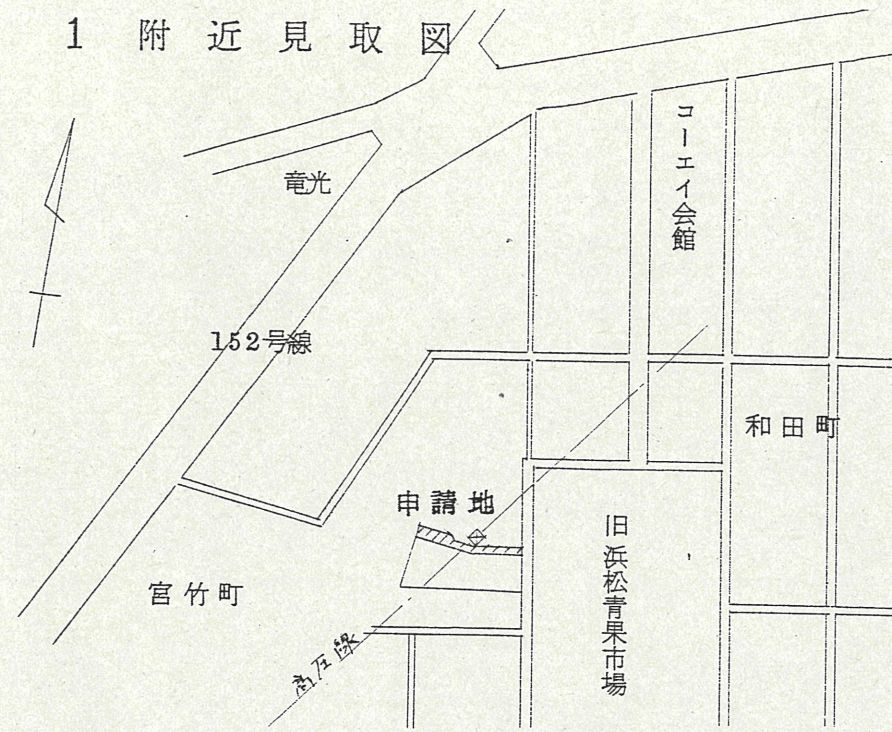 1 附近見取図
コーエイ会館
竜光
152号線
和田町
申請地
旧浜松青果市場
宮竹町
高圧線